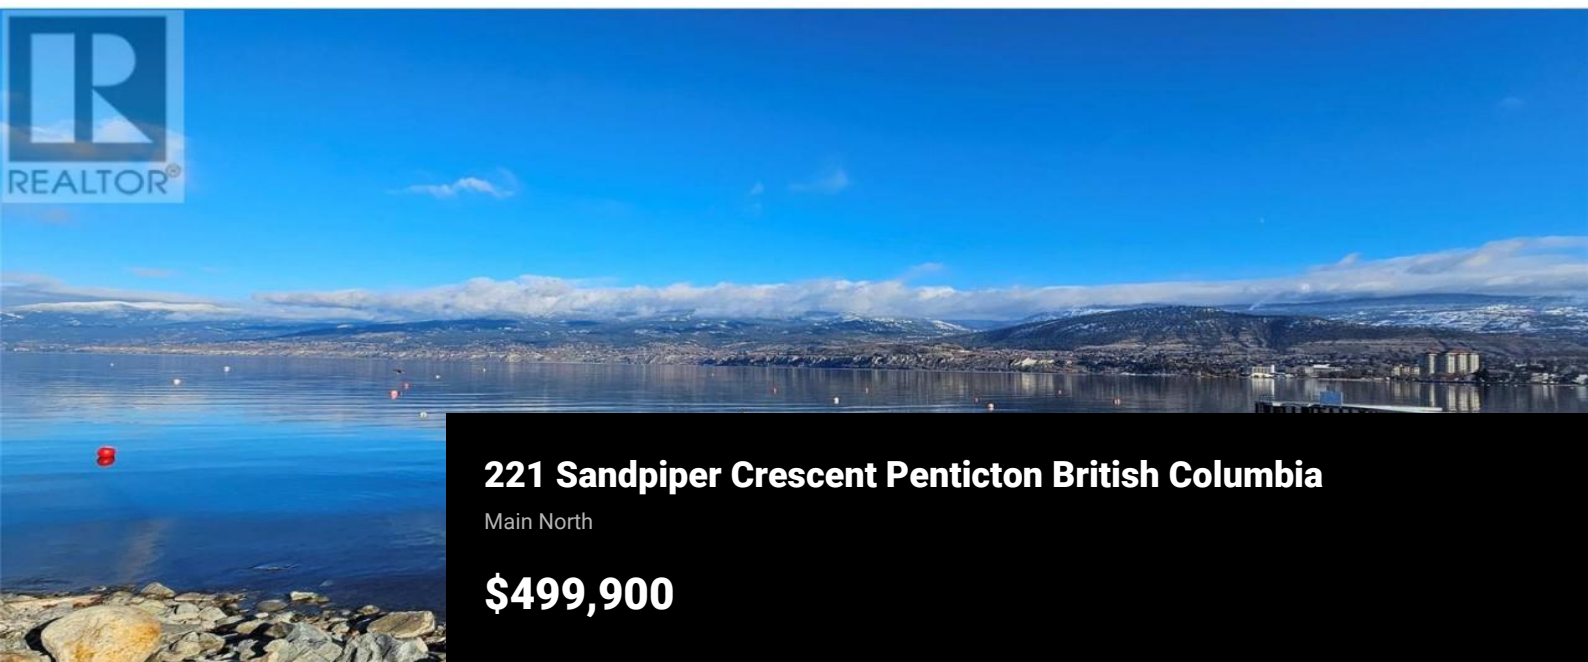 R
REALTOR®
221 Sandpiper Crescent Penticton British Columbia
Main North
$499,900